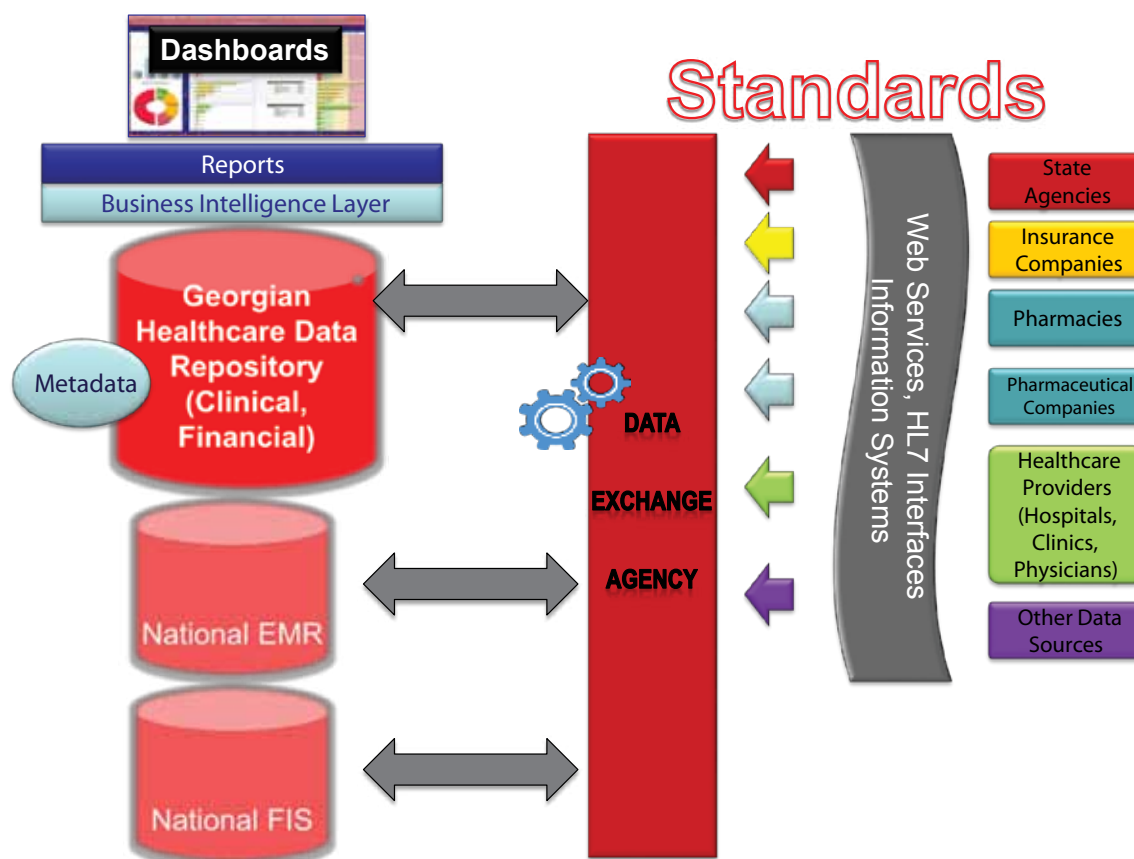 Dashboards
Standards
Reports
Business Intelligence Layer
Georgian
Healthcare Data
Repository
(Clinical,
Financial)
Metadata
National EMR
National FIS
DATA
EXCHANGE
AGENCY
Web Services, HL7 Interfaces
Information Systems
State
Agencies
Insurance
Companies
Pharmacies
Pharmaceutical
Companies
Healthcare
Providers
(Hospitals,
Clinics,
Physicians)
Other Data
Sources